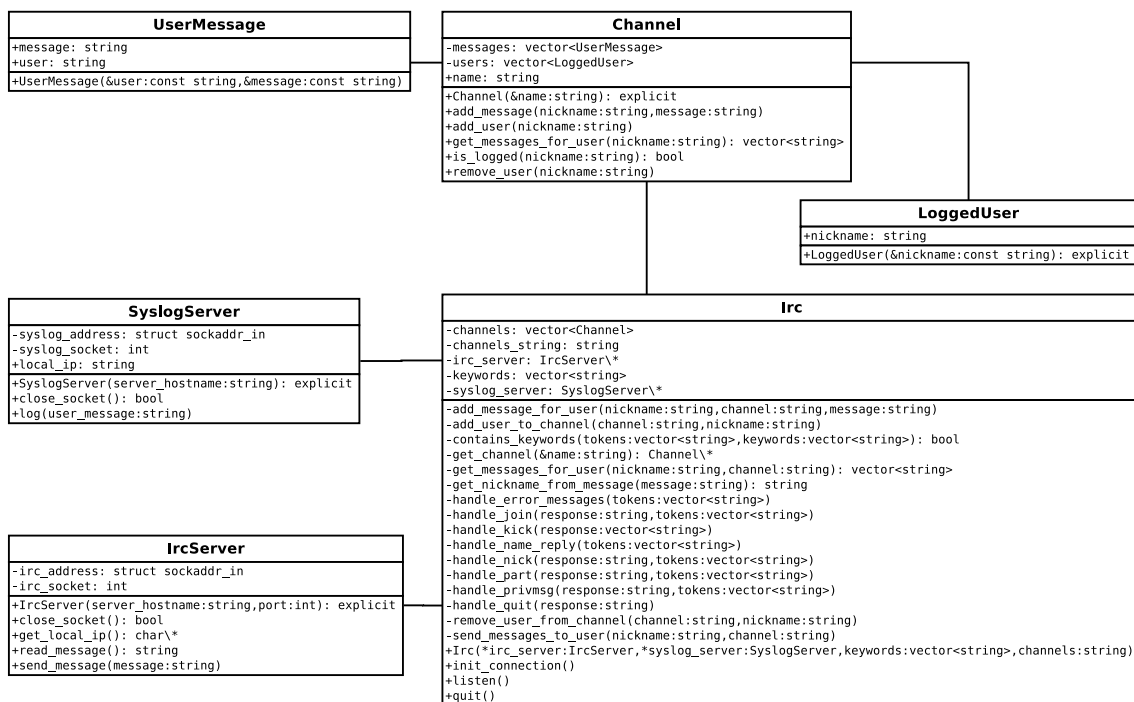 UserMessage
+message: string
+user: string
+UserMessage(&user:const string,&message:const string)
Channel
-messages: vector<UserMessage>
-users: vector<LoggedUser>
+name: string
+Channel(&name:string): explicit
+add_message(nickname:string,message:string)
+add_user(nickname:string)
+get_messages_for_user(nickname:string): vector<string>
+is_logged(nickname:string): bool
+remove_user(nickname:string)
LoggedUser
+nickname: string
+LoggedUser(&nickname:const string): explicit
SyslogServer
-syslog_address: struct sockaddr_in
-syslog_socket: int
+local_ip: string
+SyslogServer(server_hostname:string): explicit
+close_socket(): bool
+log(user_message:string)
Irc
-channels: vector<Channel>
-channels_string: string
-irc_server: IrcServer\*
-keywords: vector<string>
-syslog_server: SyslogServer\*
-add_message_for_user(nickname:string,channel:string,message:string)
-add_user_to_channel(channel:string,nickname:string)
-contains_keywords(tokens:vector<string>,keywords:vector<string>): bool
-get_channel(&name:string): Channel\*
-get_messages_for_user(nickname:string,channel:string): vector<string>
-get_nickname_from_message(message:string): string
-handle_error_messages(tokens:vector<string>)
-handle_join(response:string,tokens:vector<string>)
-handle_kick(response:vector<string>)
-handle_name_reply(tokens:vector<string>)
-handle_nick(response:string,tokens:vector<string>)
-handle_part(response:string,tokens:vector<string>)
-handle_privmsg(response:string,tokens:vector<string>)
-handle_quit(response:string)
-remove_user_from_channel(channel:string,nickname:string)
-send_messages_to_user(nickname:string,channel:string)
+Irc(*irc_server:IrcServer,*syslog_server:SyslogServer,keywords:vector<string>,channels:string)
+init_connection()
+listen()
+quit()
IrcServer
-irc_address: struct sockaddr_in
-irc_socket: int
+IrcServer(server_hostname:string,port:int): explicit
+close_socket(): bool
+get_local_ip(): char\*
+read_message(): string
+send_message(message:string)